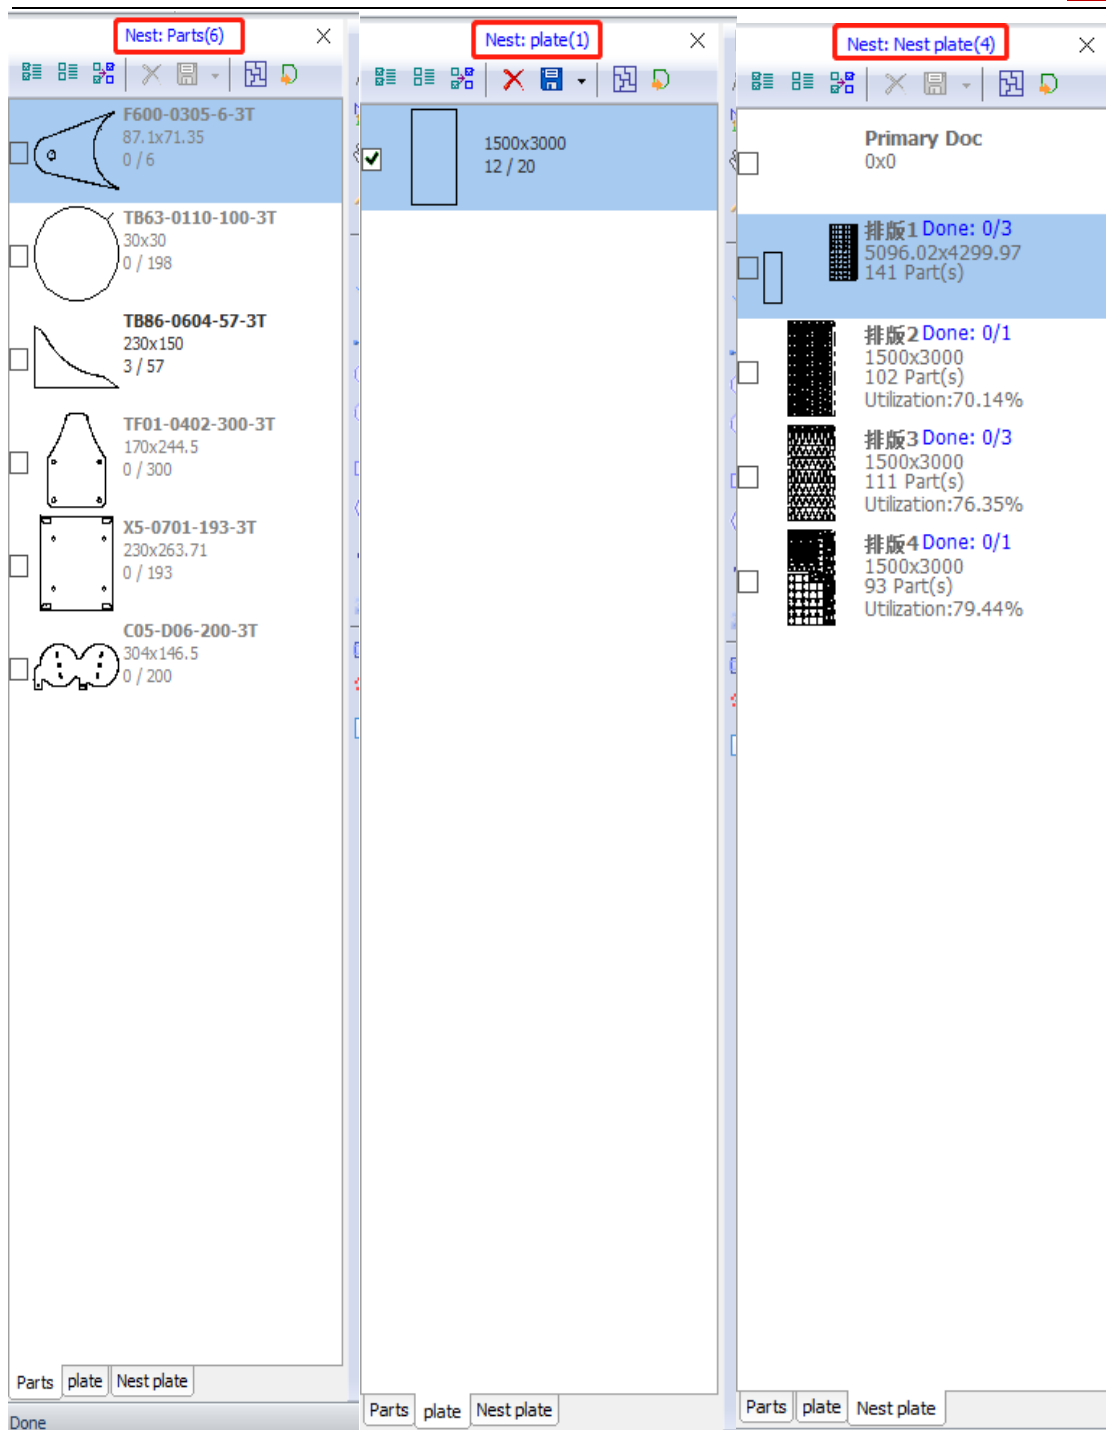 Nest: Parts(6)
F600-0305-6-3T
87.1x71.35
0 / 6
TB63-0110-100-3T
30x30
0 / 198
TB86-0604-57-3T
230x150
3 / 57
TF01-0402-300-3T
170x244.5
0 / 300
X5-0701-193-3T
230x263.71
0 / 193
C05-D06-200-3T
304x146.5
0 / 200
Parts plate Nest plate
Done
Nest: plate(1)
1500x3000
12 / 20
Parts plate Nest plate
Nest: Nest plate(4)
Primary Doc
0x0
排版1 Done: 0/3
5096.02x4299.97
141 Part(s)
排版2 Done: 0/1
1500x3000
102 Part(s)
Utilization:70.14%
排版3 Done: 0/3
1500x3000
111 Part(s)
Utilization:76.35%
排版4 Done: 0/1
1500x3000
93 Part(s)
Utilization:79.44%
Parts plate Nest plate